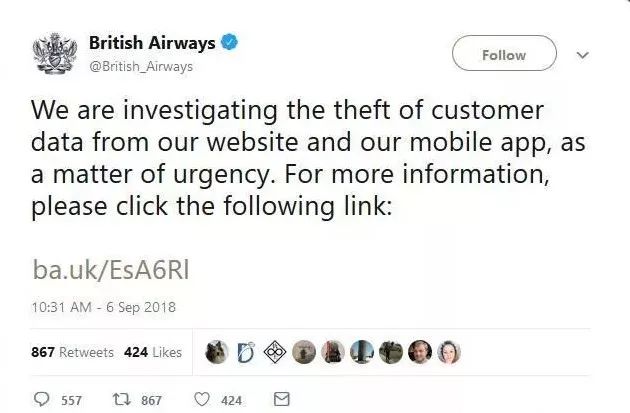 British Airways
@British_Airways
Follow
We are investigating the theft of customer
data from our website and our mobile app, as
a matter of urgency. For more information,
please click the following link:
ba.uk/EsA6Rl
10:31 AM - 6 Sep 2018
867 Retweets 424 Likes
557 867 424